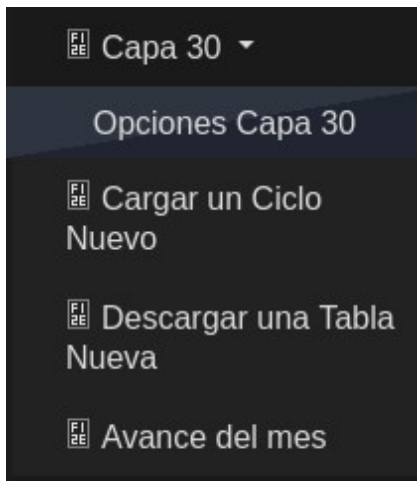 Capa 30
Opciones Capa 30
Cargar un Ciclo
Nuevo
Descargar una Tabla
Nueva
Avance del mes